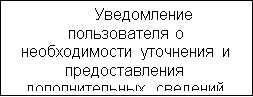 Уведомление
пользователя о
необходимости уточнения и
предоставления
дополнительных сведений